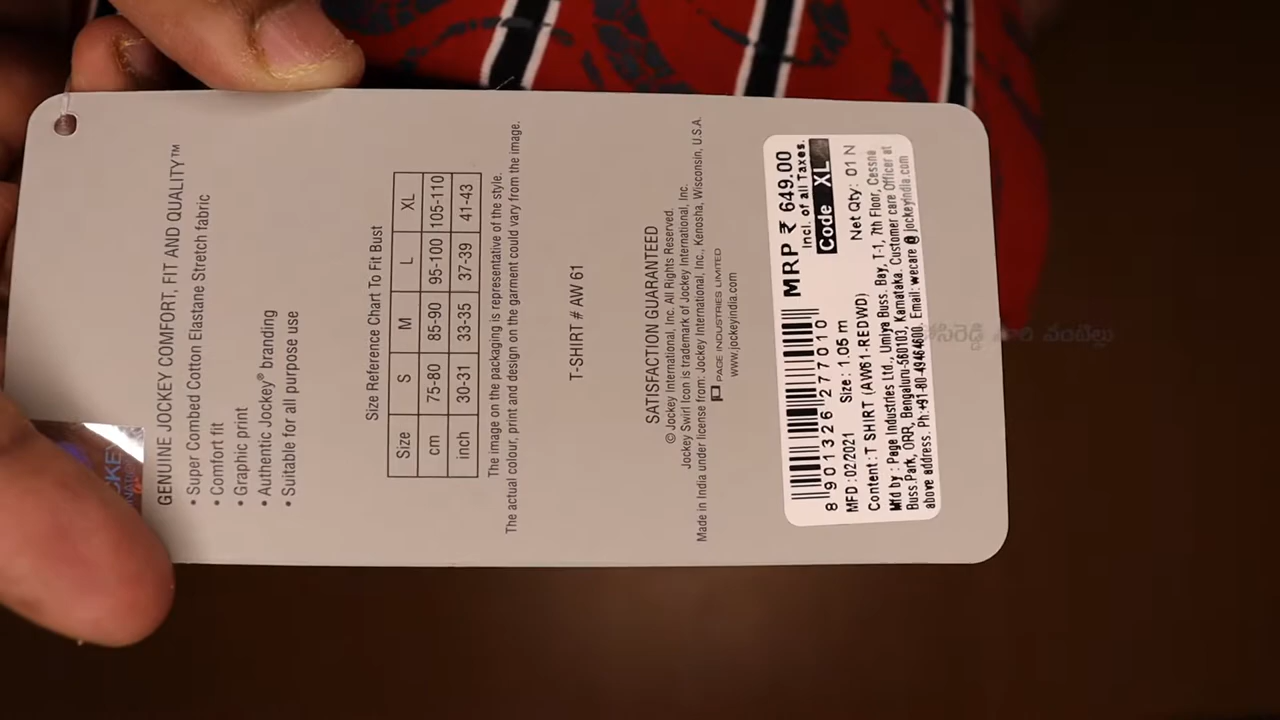 GENUINE JOCKEY COMFORT, FIT AND QUALITY™
• Super Combed Cotton Elastane Stretch fabric
• Comfort fit
• Graphic print
• Authentic Jockey® branding
• Suitable for all purpose use
Size Reference Chart To Fit Bust
Size S M L XL
cm 75-80 85-90 95-100 105-110
inch 30-31 33-35 37-39 41-43
The image on the packaging is representative of the style.
The actual colour, print and design on the garment could vary from the image.
T-SHIRT # AW 61
SATISFACTION GUARANTEED
© Jockey International, Inc. All Rights Reserved.
Jockey Swirl Icon is trademark of Jockey International, Inc.
Made in India under license from: Jockey International, Inc., Kenosha, Wisconsin, U.S.A.
PAGE INDUSTRIES LIMITED
www.jockeyindia.com
MRP ₹ 649.00
Incl. of all Taxes.
Code XL
8 901326 277010
MFD :022021 Size: 1.05 m Net Qty: 01 N
Content : T SHIRT (AW61-REDWD)
Mfd by : Page Industries Ltd., Umiya Buss. Bay, T-1, 7th Floor, Cessna
Buss.Park, ORR, Bengaluru-560103, Karnataka. Customer care Officer at
above address. Ph:+91-80-49464600. Email: wecare @ jockeyindia.com
గారి వంటిల్లు